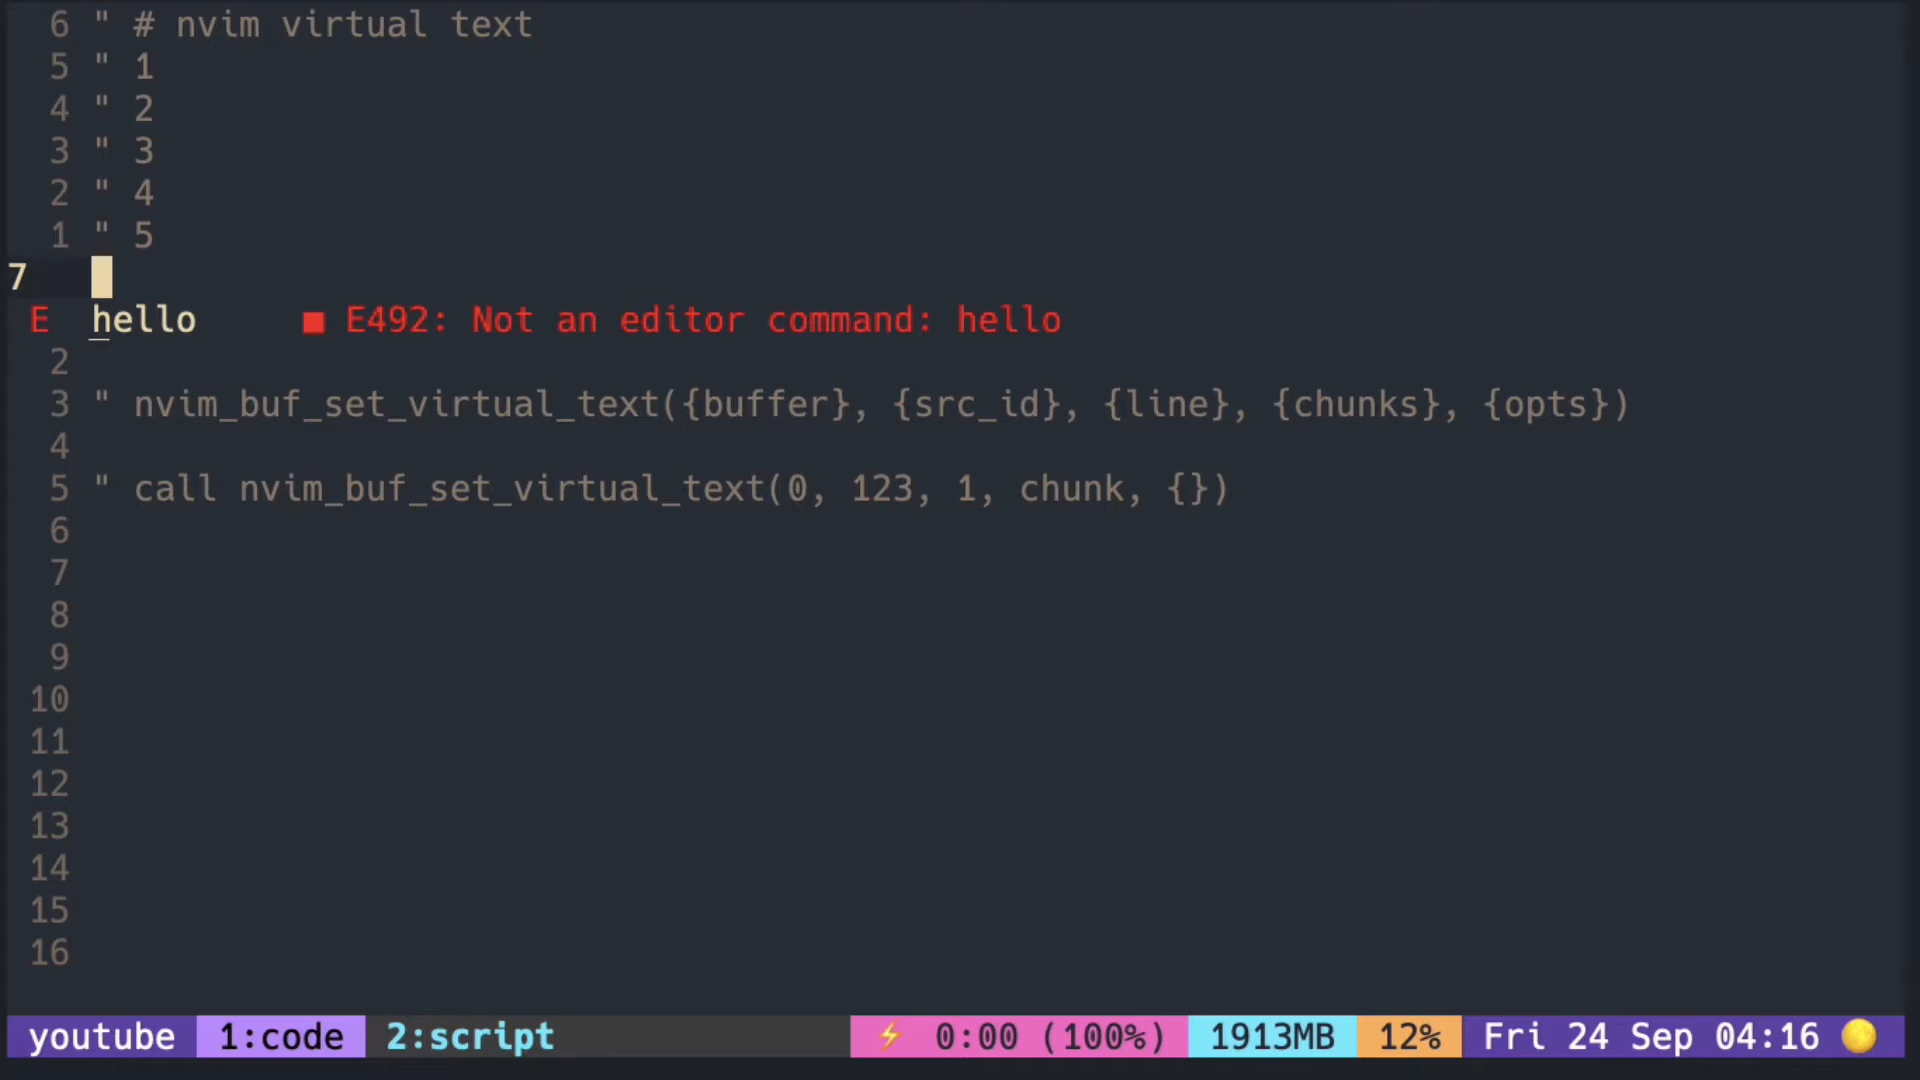 6 " # nvim virtual text
5 " 1
4 " 2
3 " 3
2 " 4
1 " 5
7
E hello ■ E492: Not an editor command: hello
2
3 " nvim_buf_set_virtual_text({buffer}, {src_id}, {line}, {chunks}, {opts})
4
5 " call nvim_buf_set_virtual_text(0, 123, 1, chunk, {})
6
7
8
9
10
11
12
13
14
15
16
youtube 1:code 2:script ⚡ 0:00 (100%) 1913MB 12% Fri 24 Sep 04:16